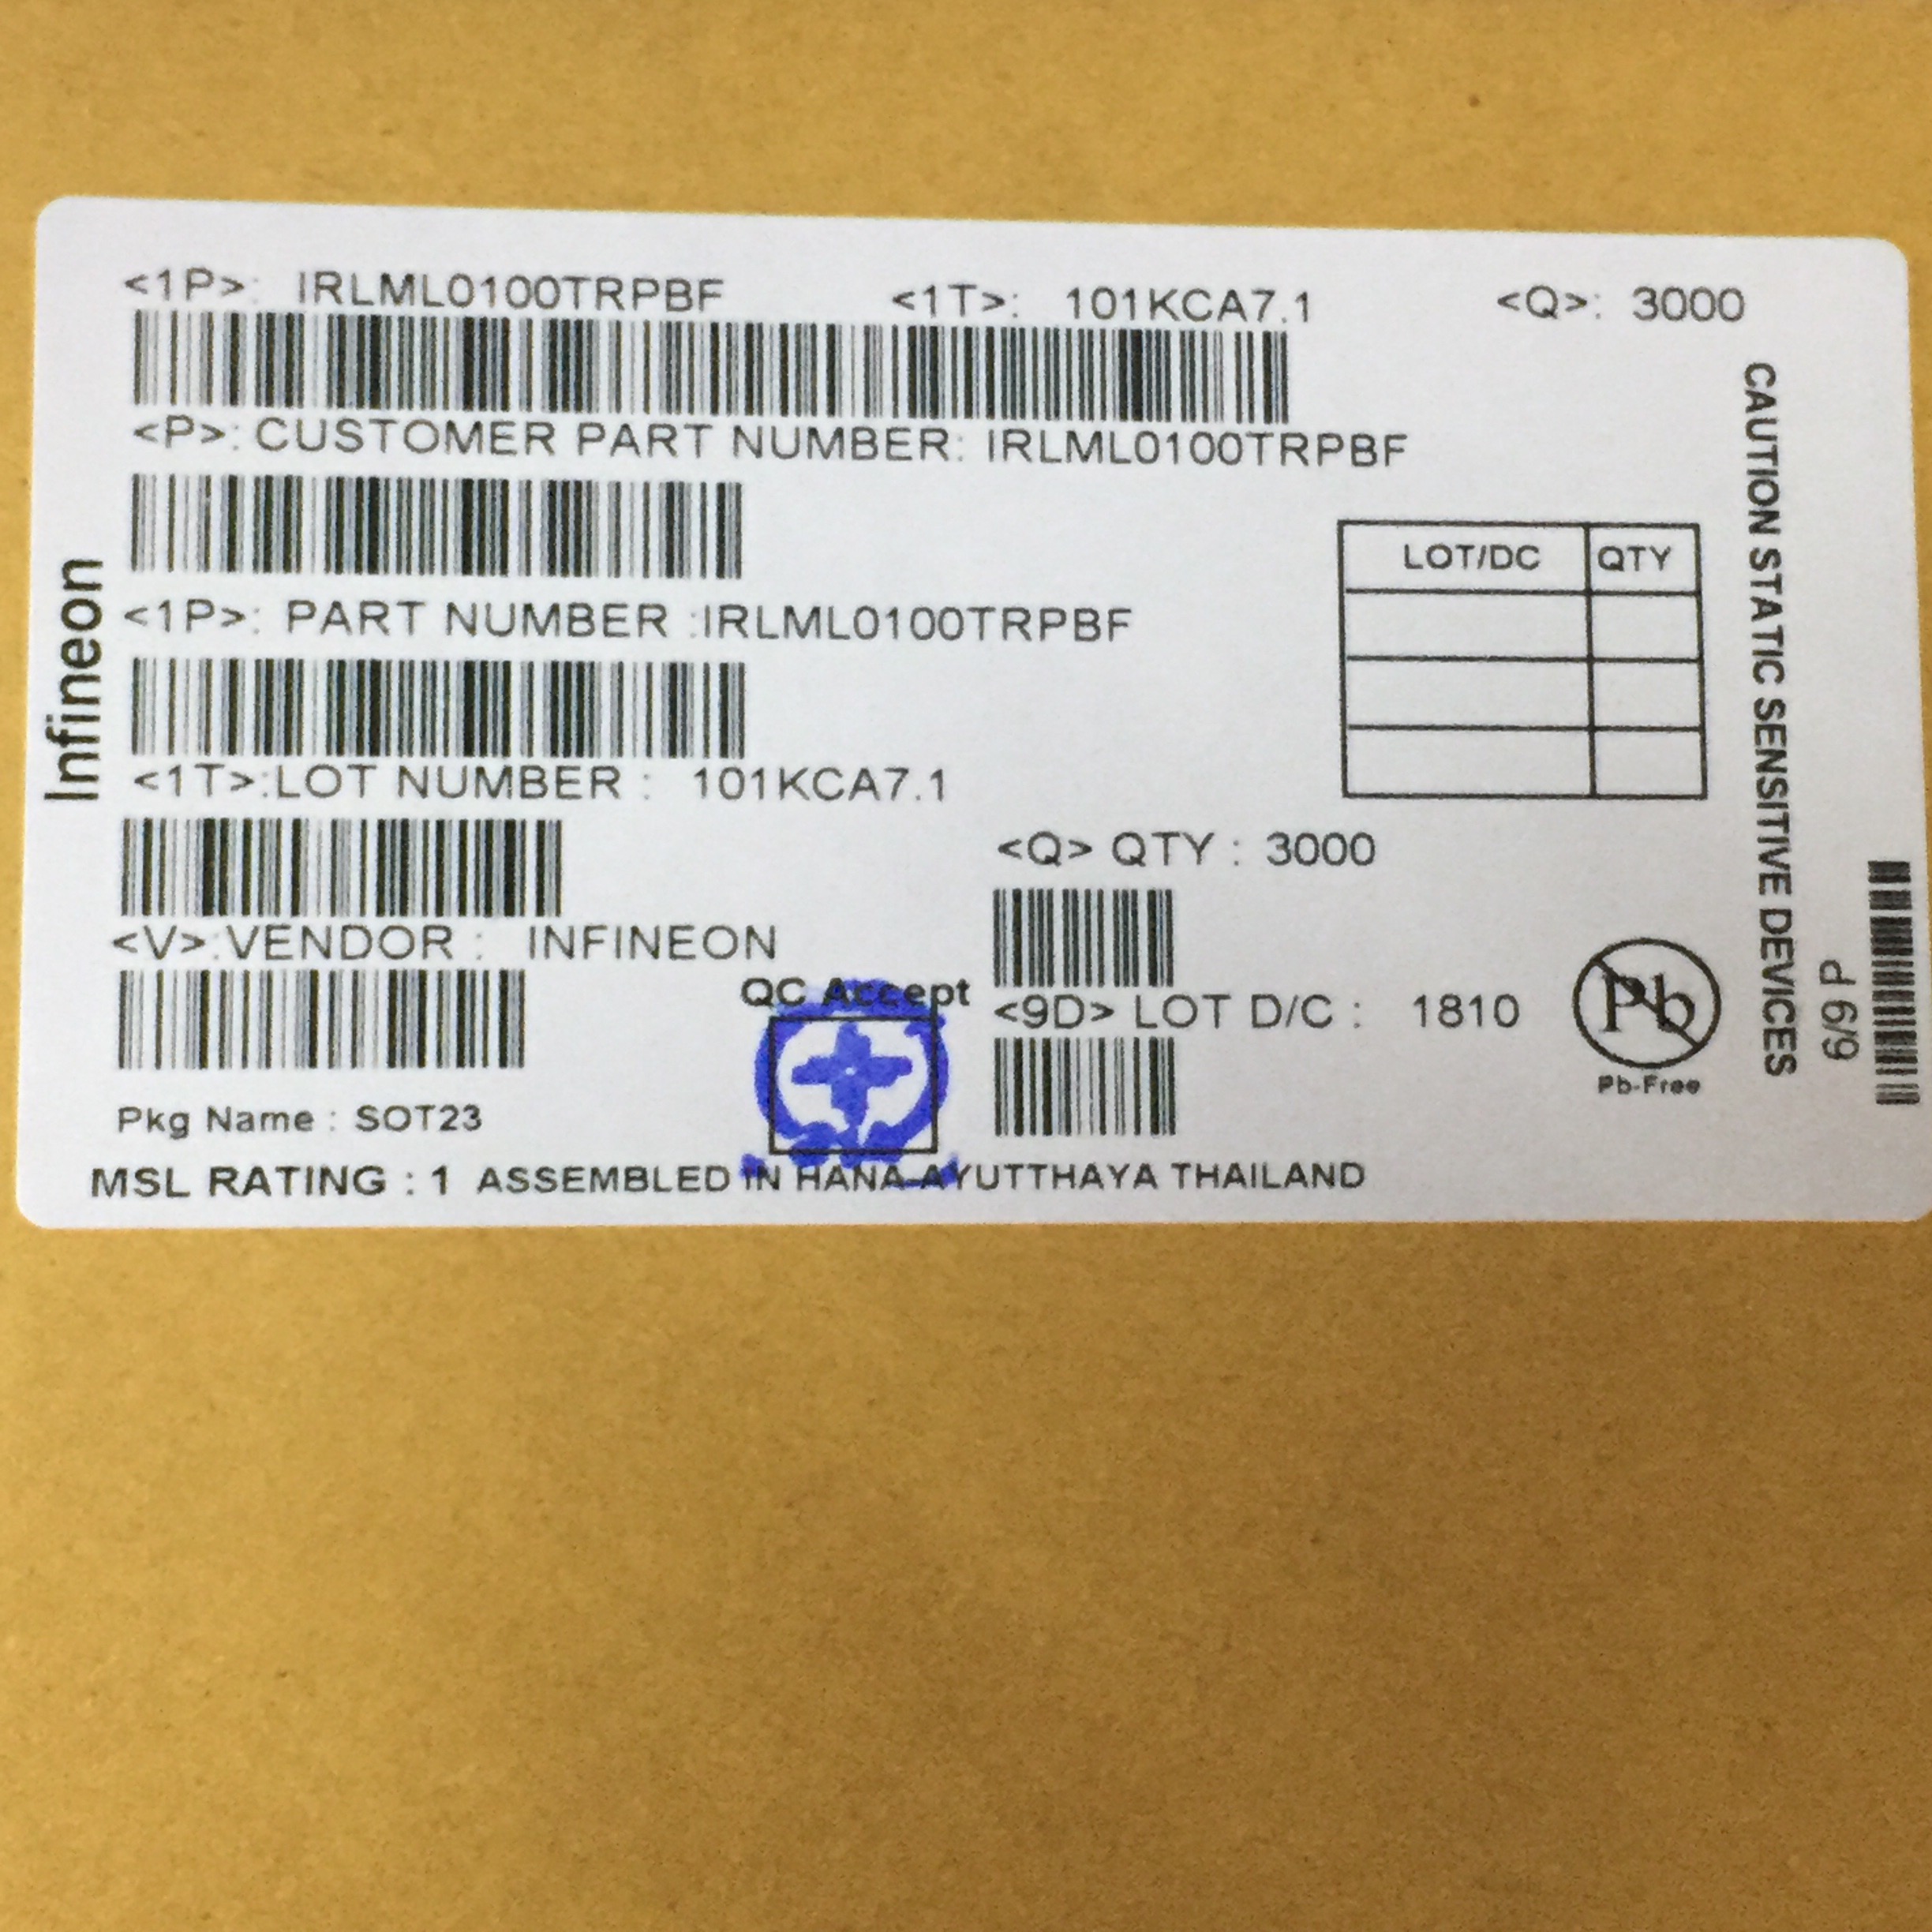 <1P>: IRLML0100TRPBF <1T>: 101KCA7.1 <Q>: 3000
<P>: CUSTOMER PART NUMBER: IRLML0100TRPBF
<1P>: PART NUMBER :IRLML0100TRPBF
<1T>:LOT NUMBER : 101KCA7.1
<V>:VENDOR : INFINEON
Pkg Name : SOT23
QC Accept
LOT/DC QTY
<Q> QTY : 3000
<9D> LOT D/C : 1810
Pb
Pb-Free
MSL RATING : 1 ASSEMBLED IN HANA-AYUTTHAYA THAILAND
Infineon
CAUTION STATIC SENSITIVE DEVICES
6/9 P